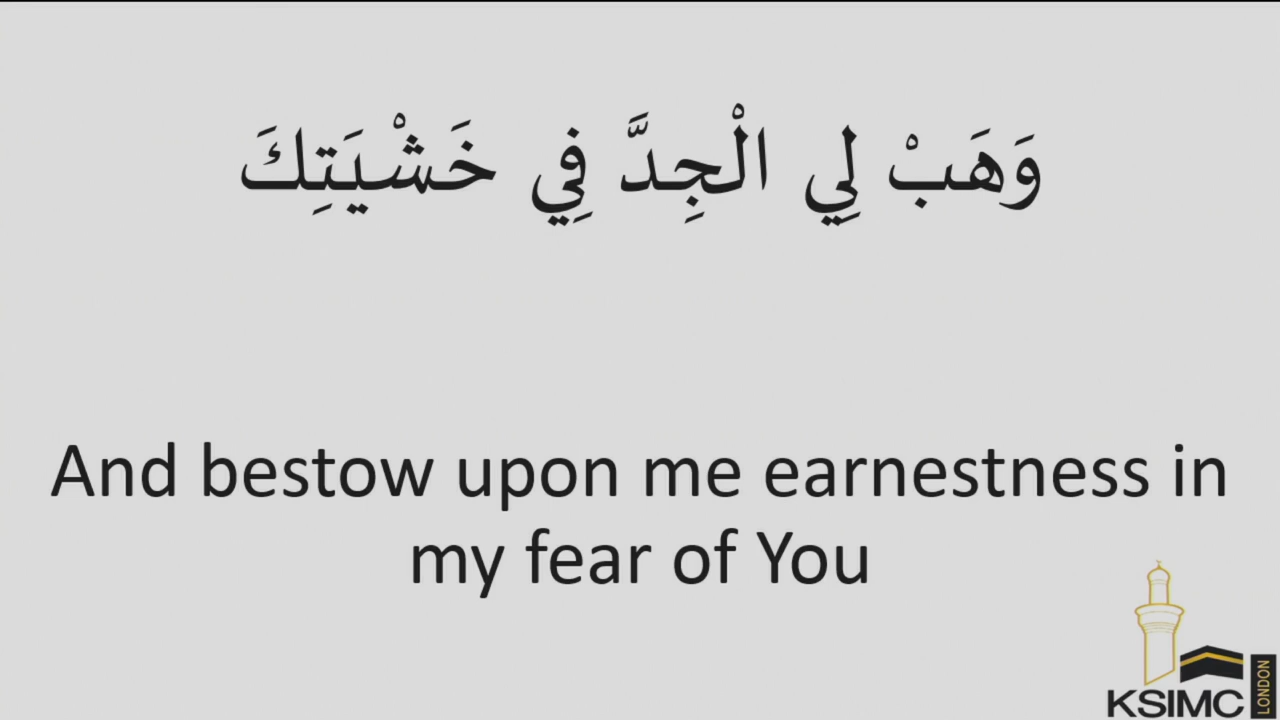 وَهَبْ لِي الْجِدَّ فِي خَشْيَتِكَ
And bestow upon me earnestness in
my fear of You
KSIMC
LONDON